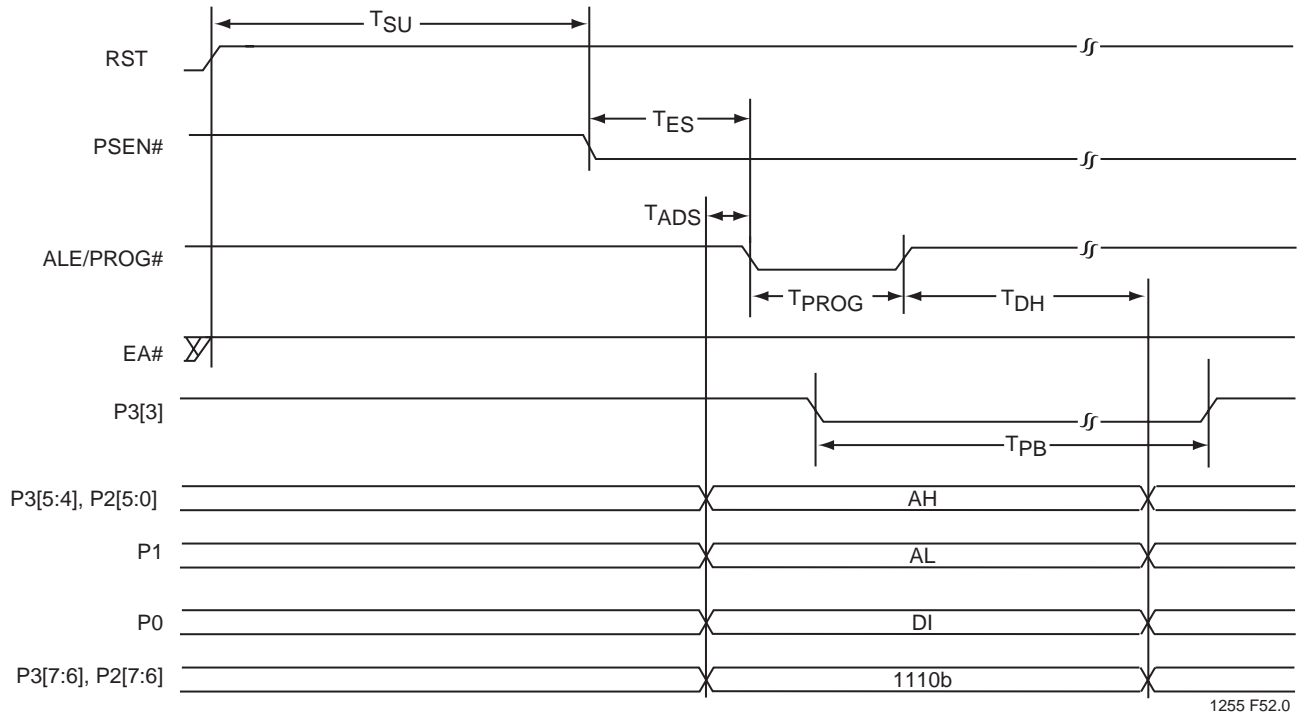 TSU
RST
TES
PSEN#
TADS
ALE/PROG#
TPROG
TDH
EA#
P3[3]
TPB
P3[5:4], P2[5:0]
AH
P1
AL
P0
DI
P3[7:6], P2[7:6]
1110b
1255 F52.0